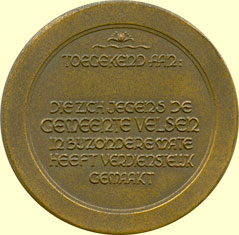 TOEGEKEND AAN:
DIE ZICH JEGENS DE
GEMEENTE VELSEN
IN BIJZONDERE MATE
HEEFT VERDIENSTELIJK
GEMAAKT